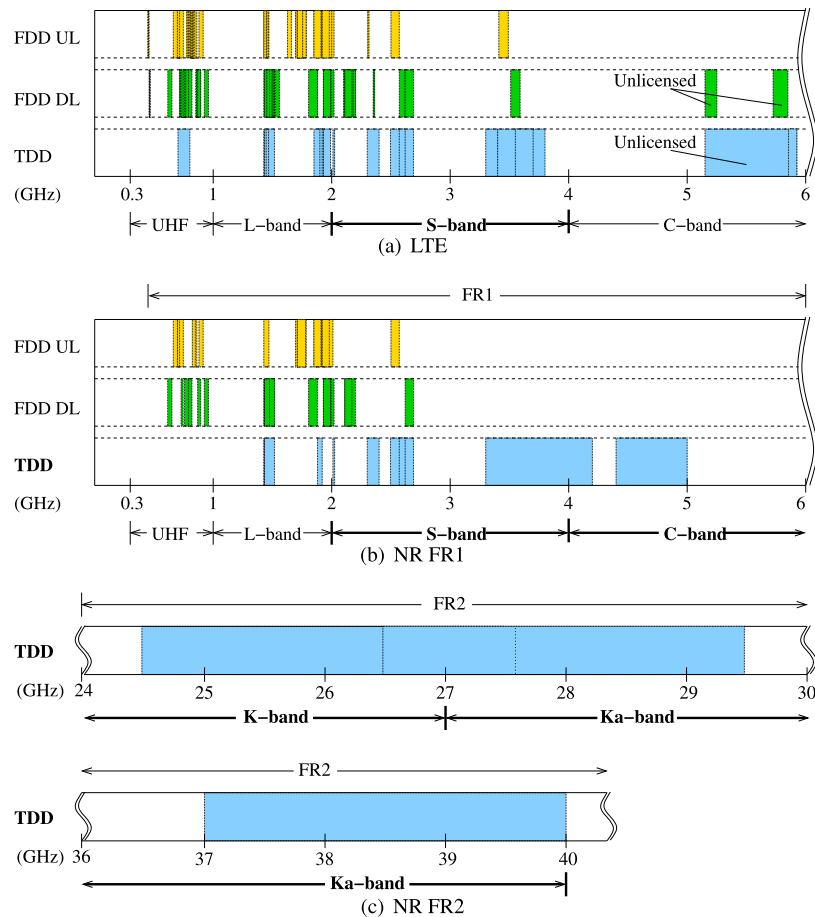 FDD UL
FDD DL
Unlicensed
TDD
Unlicensed
(GHz) 0.3 1 2 3 4 5 6
UHF L-band S-band C-band
(a) LTE
FR1
FDD UL
FDD DL
TDD
(GHz) 0.3 1 2 3 4 5 6
UHF L-band S-band C-band
(b) NR FR1
FR2
TDD
(GHz) 24 25 26 27 28 29 30
K-band Ka-band
FR2
TDD
(GHz) 36 37 38 39 40
Ka-band
(c) NR FR2